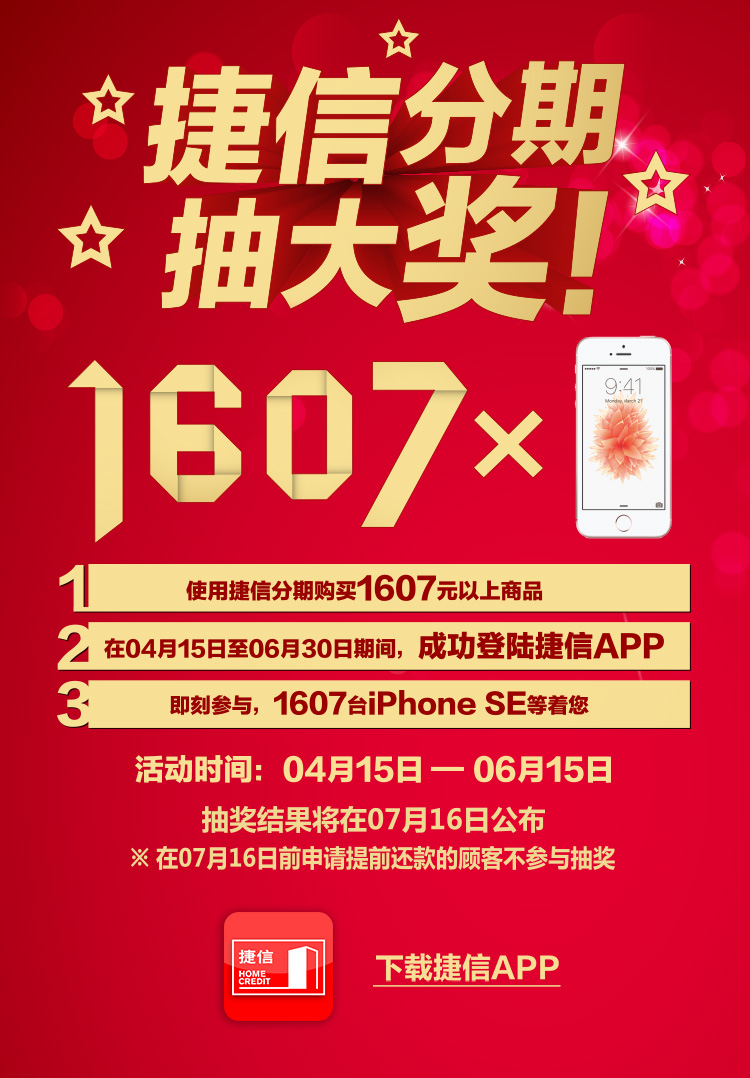 捷信分期
抽大奖!
1607×
9:41
Monday, March 21
1 使用捷信分期购买1607元以上商品
2 在04月15日至06月30日期间，成功登陆捷信APP
3 即刻参与，1607台iPhone SE等着您
活动时间：04月15日 — 06月15日
抽奖结果将在07月16日公布
※ 在07月16日前申请提前还款的顾客不参与抽奖
捷信
HOME
CREDIT
下载捷信APP